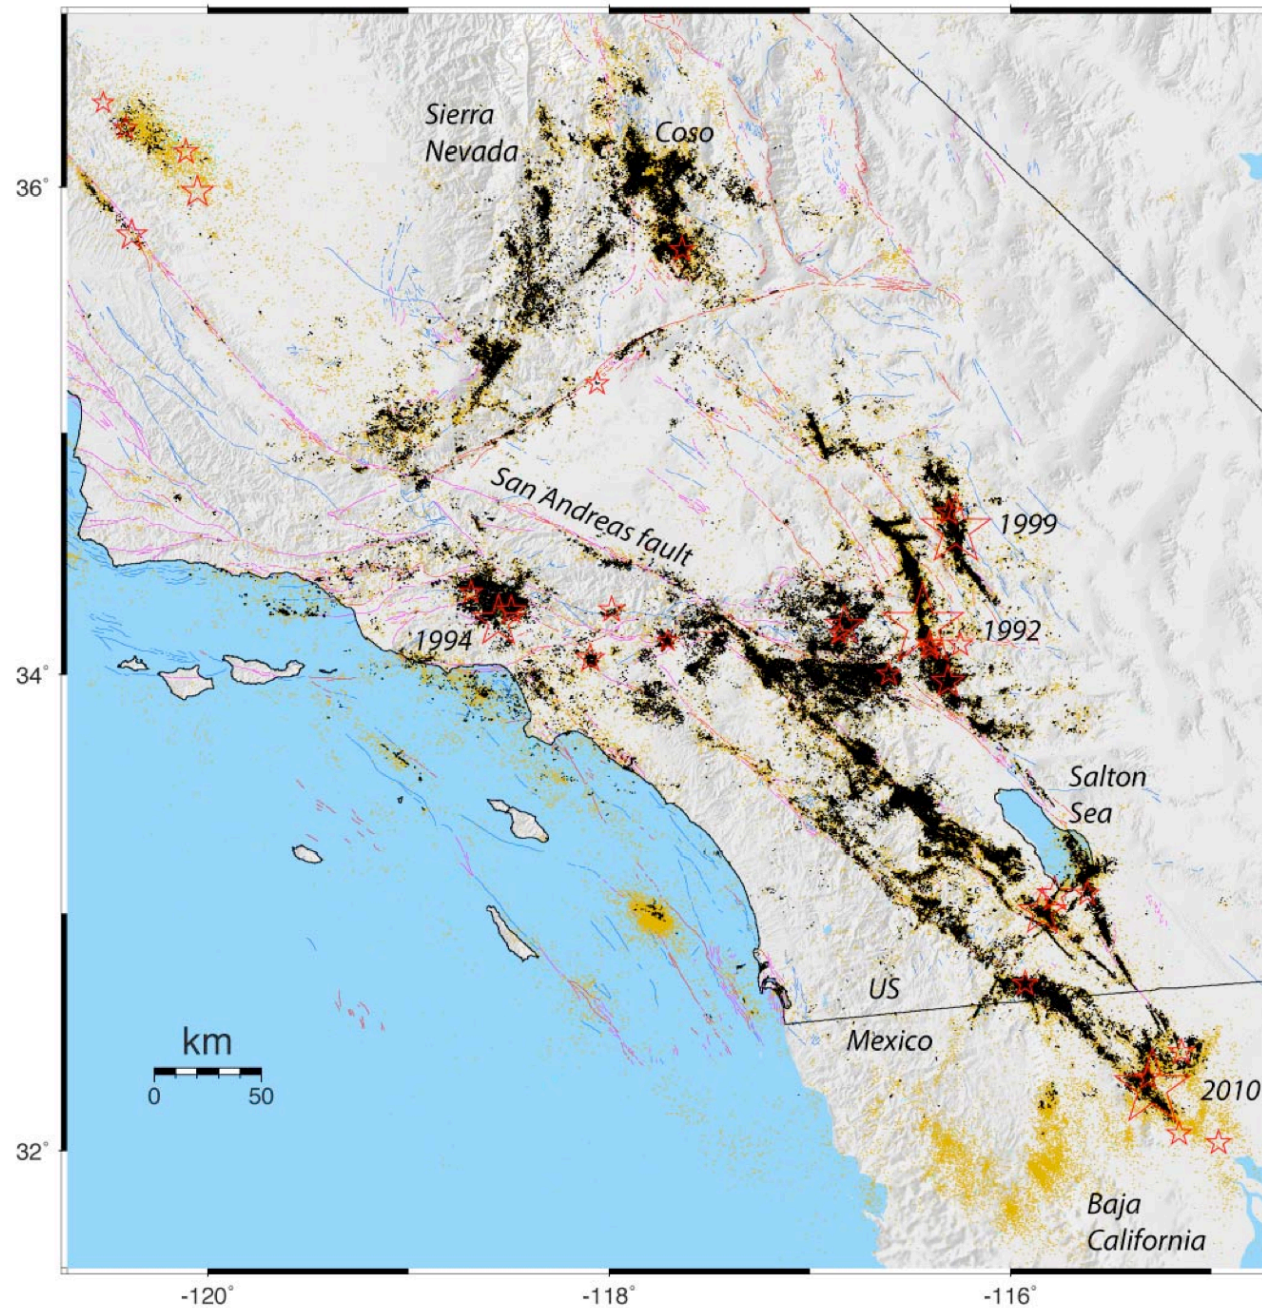 Sierra
Nevada
Coso
36°
San Andreas fault
1999
1994
1992
34°
Salton
Sea
US
km
Mexico
0
50
2010
32°
Baja
California
-120°
-118°
-116°